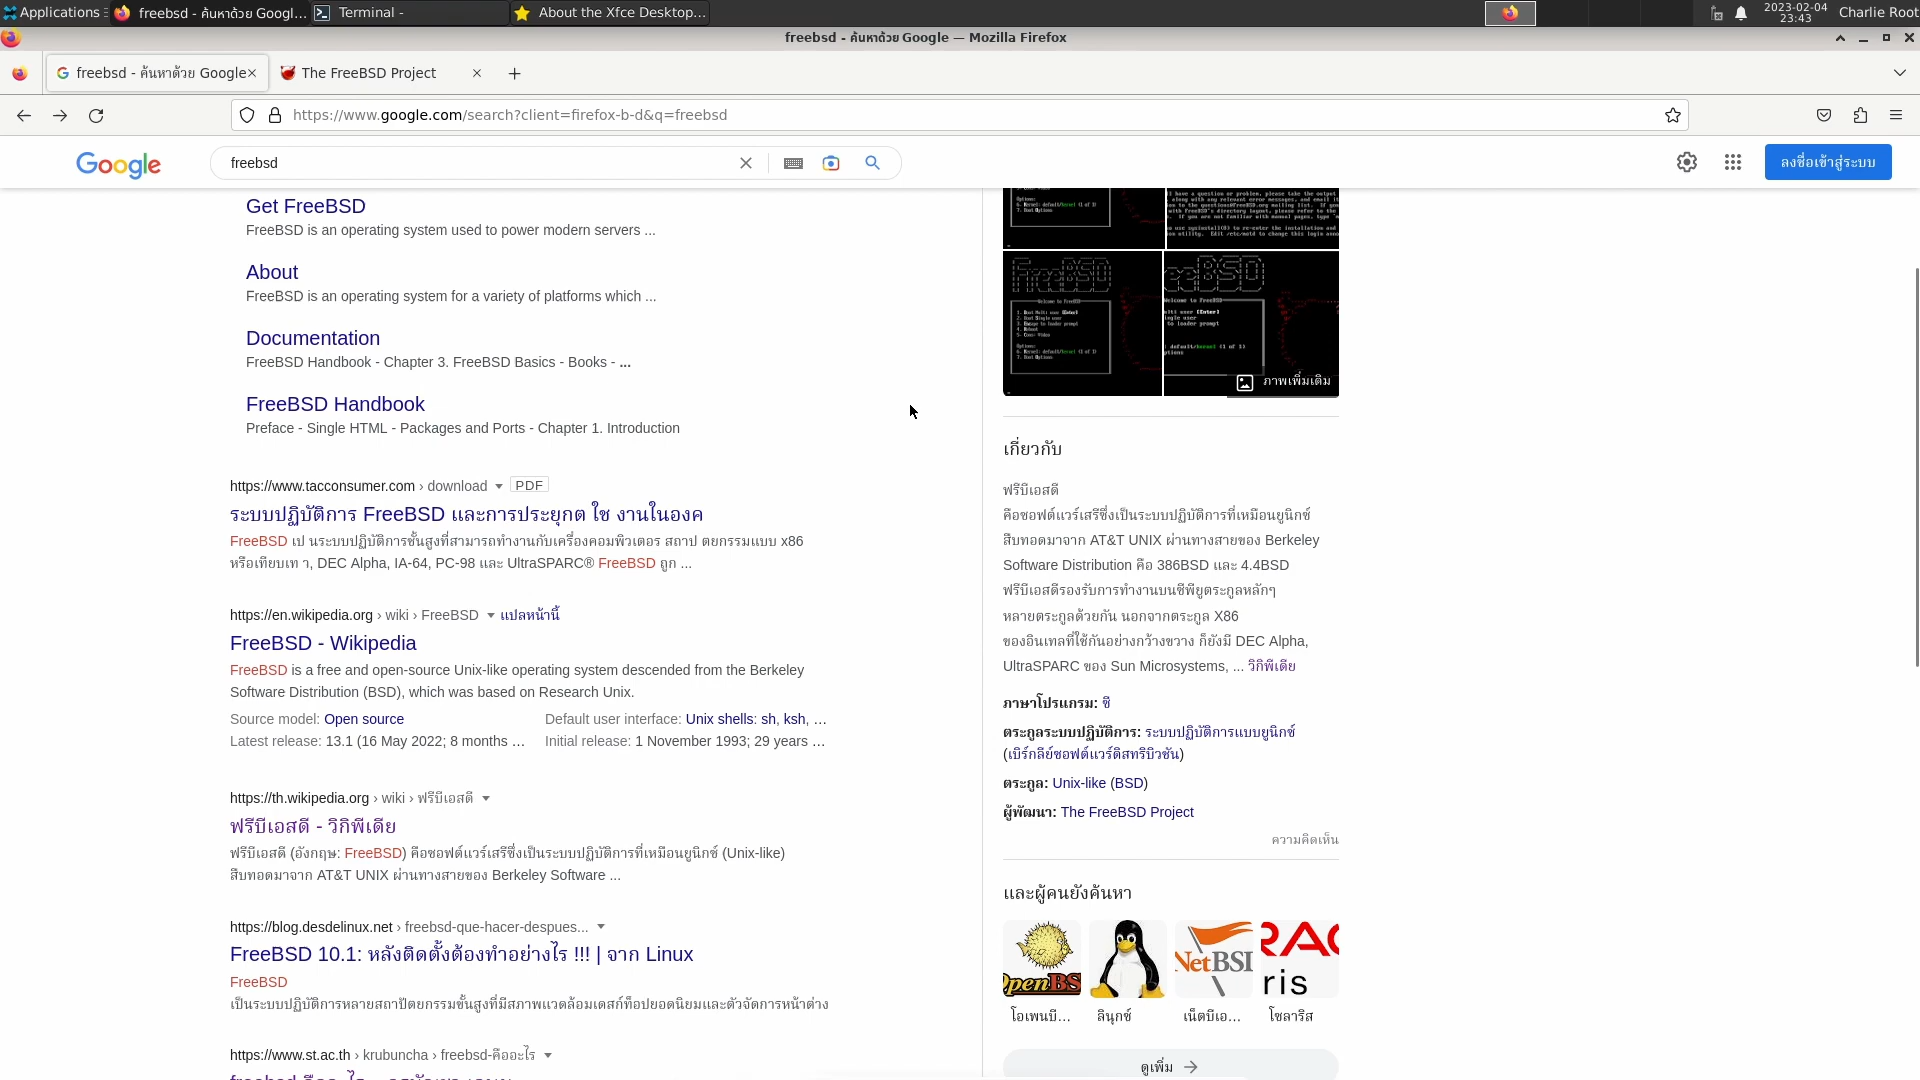 Applications
freebsd - ค้นหาด้วย Googl...
Terminal -
About the Xfce Desktop...
2023-02-04
23:43
Charlie Root
freebsd - ค้นหาด้วย Google — Mozilla Firefox
freebsd - ค้นหาด้วย Google
The FreeBSD Project
https://www.google.com/search?client=firefox-b-d&q=freebsd
Google
freebsd
ลงชื่อเข้าสู่ระบบ
Get FreeBSD
FreeBSD is an operating system used to power modern servers ...
About
FreeBSD is an operating system for a variety of platforms which ...
Documentation
FreeBSD Handbook - Chapter 3. FreeBSD Basics - Books - ...
FreeBSD Handbook
Preface - Single HTML - Packages and Ports - Chapter 1. Introduction
https://www.tacconsumer.com › download PDF
ระบบปฏิบัติการ FreeBSD และการประยุกต ใช งานในองค
FreeBSD เป นระบบปฏิบัติการชั้นสูงที่สามารถทํางานกับเครื่องคอมพิวเตอร สถาป ตยกรรมแบบ x86
หรือเทียบเท า, DEC Alpha, IA-64, PC-98 และ UltraSPARC® FreeBSD ถูก ...
https://en.wikipedia.org › wiki › FreeBSD แปลหน้านี้
FreeBSD - Wikipedia
FreeBSD is a free and open-source Unix-like operating system descended from the Berkeley
Software Distribution (BSD), which was based on Research Unix.
Source model: Open source
Default user interface: Unix shells: sh, ksh, ...
Latest release: 13.1 (16 May 2022; 8 months ...
Initial release: 1 November 1993; 29 years ...
https://th.wikipedia.org › wiki › ฟรีบีเอสดี
ฟรีบีเอสดี - วิกิพีเดีย
ฟรีบีเอสดี (อังกฤษ: FreeBSD) คือซอฟต์แวร์เสรีซึ่งเป็นระบบปฏิบัติการที่เหมือนยูนิกซ์ (Unix-like)
สืบทอดมาจาก AT&T UNIX ผ่านทางสายของ Berkeley Software ...
https://blog.desdelinux.net › freebsd-que-hacer-despues...
FreeBSD 10.1: หลังติดตั้งต้องทำอย่างไร !!! | จาก Linux
FreeBSD
เป็นระบบปฏิบัติการหลายสถาปัตยกรรมขั้นสูงที่มีสภาพแวดล้อมเดสก์ท็อปยอดนิยมและตัวจัดการหน้าต่าง
https://www.st.ac.th › krubuncha › freebsd-คืออะไร
ภาพเพิ่มเติม
เกี่ยวกับ
ฟรีบีเอสดี
คือซอฟต์แวร์เสรีซึ่งเป็นระบบปฏิบัติการที่เหมือนยูนิกซ์
สืบทอดมาจาก AT&T UNIX ผ่านทางสายของ Berkeley
Software Distribution คือ 386BSD และ 4.4BSD
ฟรีบีเอสดีรองรับการทำงานบนซีพียูตระกูลหลักๆ
หลายตระกูลด้วยกัน นอกจากตระกูล X86
ของอินเทลที่ใช้กันอย่างกว้างขวาง ก็ยังมี DEC Alpha,
UltraSPARC ของ Sun Microsystems, ... วิกิพีเดีย
ภาษาโปรแกรม: ซี
ตระกูลระบบปฏิบัติการ: ระบบปฏิบัติการแบบยูนิกซ์
(เบิร์กลีย์ซอฟต์แวร์ดิสทริบิวชัน)
ตระกูล: Unix-like (BSD)
ผู้พัฒนา: The FreeBSD Project
ความคิดเห็น
และผู้คนยังค้นหา
โอเพนบี...
ลินุกซ์
เน็ตบีเอ...
โซลาริส
ดูเพิ่ม